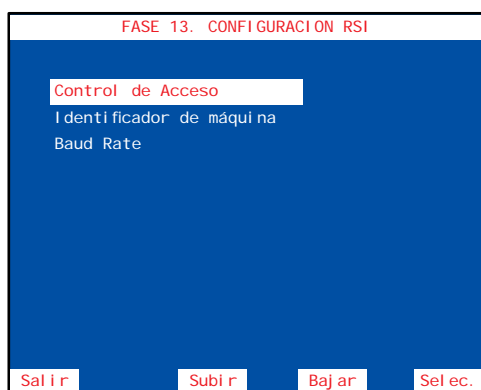 FASE 13. CONFIGURACION RSI
Control de Acceso
Identificador de máquina
Baud Rate
Salir Subir Bajar Selec.